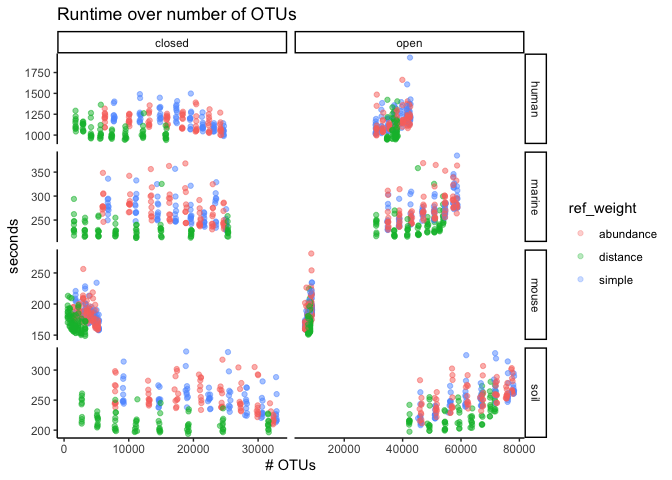 Runtime over number of OTUs
closed
open
1750
1500
1250
1000
human
350
300
250
marine
250
200
150
mouse
300
250
200
soil
seconds
0 10000 20000 30000
20000 40000 60000 80000
# OTUs
ref_weight
abundance
distance
simple